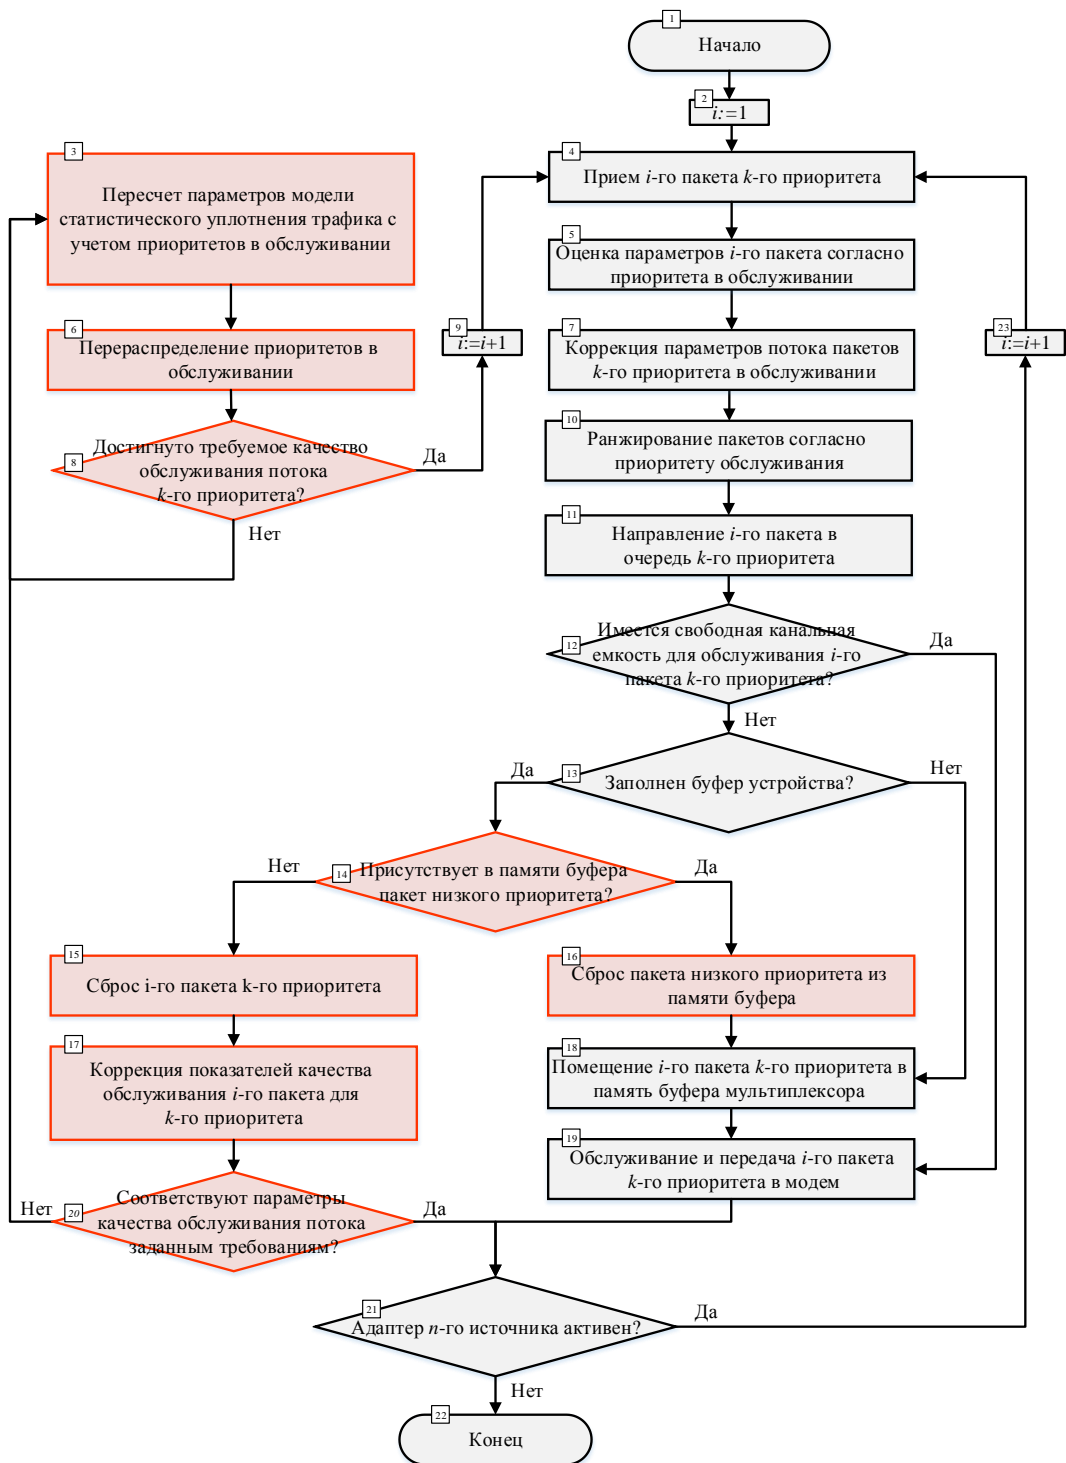 1
Начало
2
i:=1
3
Пересчет параметров модели
статистического уплотнения трафика с
учетом приоритетов в обслуживании
4
Прием i-го пакета k-го приоритета
5
Оценка параметров i-го пакета согласно
приоритета в обслуживании
6
Перераспределение приоритетов в
обслуживании
9
i:=i+1
7
Коррекция параметров потока пакетов
k-го приоритета в обслуживании
23
i:=i+1
8
Достигнуто требуемое качество
обслуживания потока
k-го приоритета?
Да
Нет
10
Ранжирование пакетов согласно
приоритету обслуживания
11
Направление i-го пакета в
очередь k-го приоритета
12
Имеется свободная канальная
емкость для обслуживания i-го
пакета k-го приоритета?
Да
Нет
13
Заполнен буфер устройства?
Да
Нет
14
Присутствует в памяти буфера
пакет низкого приоритета?
Нет
Да
15
Сброс i-го пакета k-го приоритета
16
Сброс пакета низкого приоритета из
памяти буфера
17
Коррекция показателей качества
обслуживания i-го пакета для
k-го приоритета
18
Помещение i-го пакета k-го приоритета в
память буфера мультиплексора
19
Обслуживание и передача i-го пакета
k-го приоритета в модем
20
Соответствуют параметры
качества обслуживания потока
заданным требованиям?
Нет
Да
21
Адаптер n-го источника активен?
Да
Нет
22
Конец